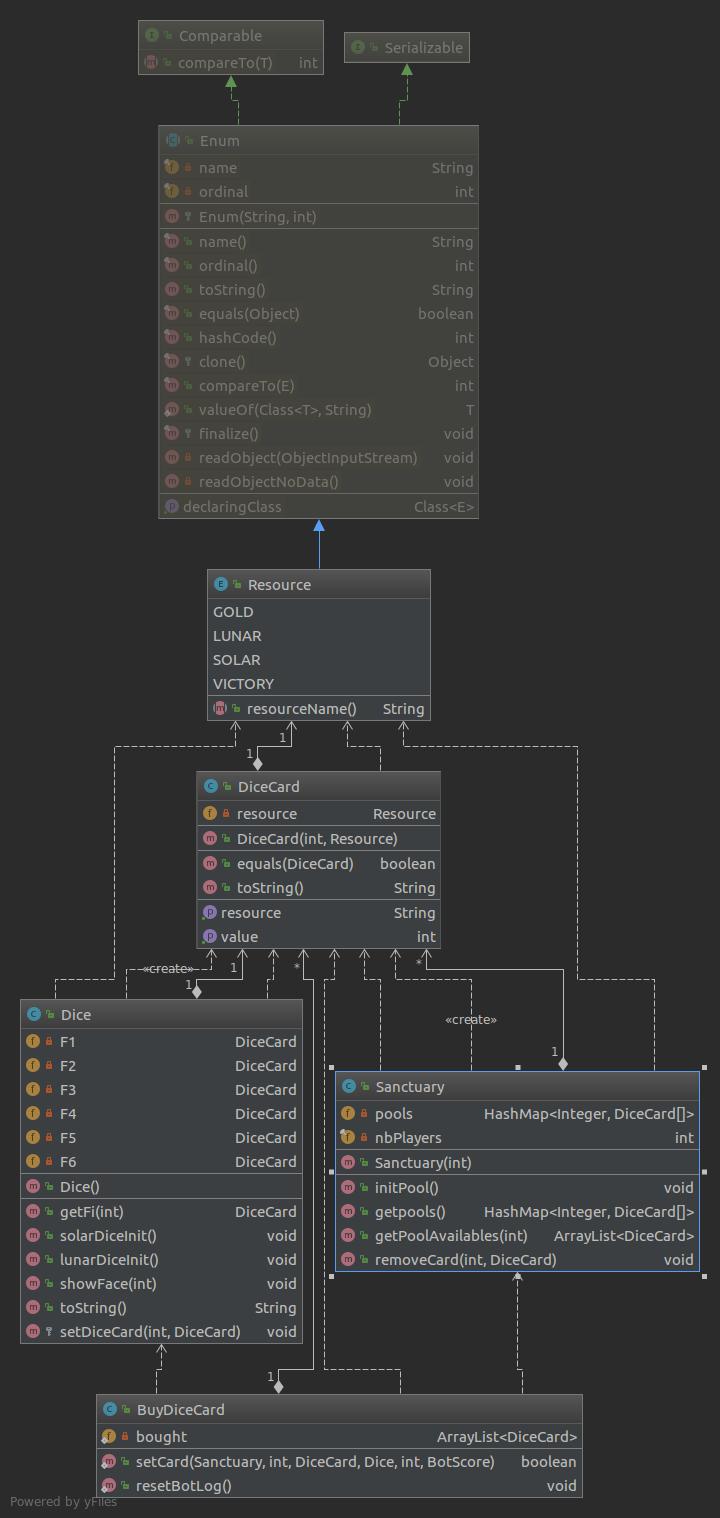 Comparable
compareTo(T) int
Serializable
Enum
name String
ordinal int
Enum(String, int)
name() String
ordinal() int
toString() String
equals(Object) boolean
hashCode() int
clone() Object
compareTo(E) int
valueOf(Class<T>, String) T
finalize() void
readObject(ObjectInputStream) void
readObjectNoData() void
declaringClass Class<E>
Resource
GOLD
LUNAR
SOLAR
VICTORY
resourceName() String
1
1
DiceCard
resource Resource
DiceCard(int, Resource)
equals(DiceCard) boolean
toString() String
resource String
value int
«create» 1 * *
1
«create»
1
Dice
F1 DiceCard
F2 DiceCard
F3 DiceCard
F4 DiceCard
F5 DiceCard
F6 DiceCard
Dice()
getFi(int) DiceCard
solarDiceInit() void
lunarDiceInit() void
showFace(int) void
toString() String
setDiceCard(int, DiceCard) void
Sanctuary
pools HashMap<Integer, DiceCard[]>
nbPlayers int
Sanctuary(int)
initPool() void
getpools() HashMap<Integer, DiceCard[]>
getPoolAvailables(int) ArrayList<DiceCard>
removeCard(int, DiceCard) void
1
BuyDiceCard
bought ArrayList<DiceCard>
setCard(Sanctuary, int, DiceCard, Dice, int, BotScore) boolean
resetBotLog() void
Powered by yFiles